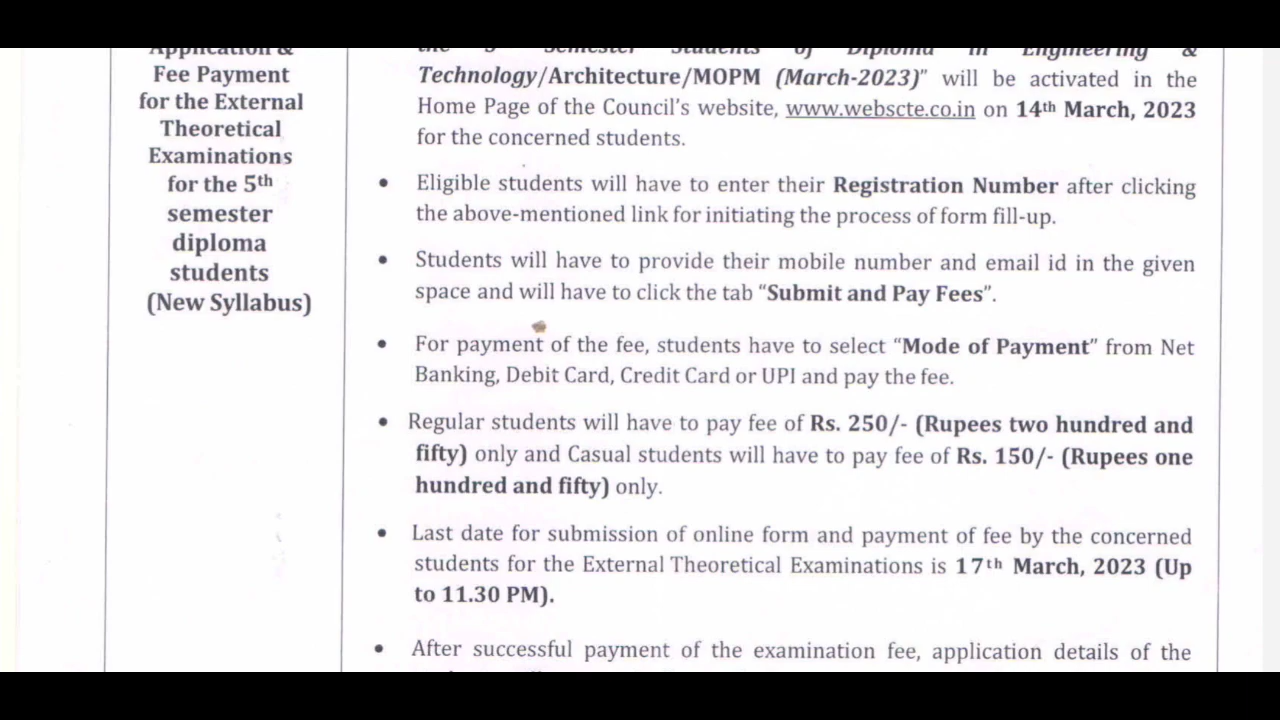 Application &
Fee Payment
for the External
Theoretical
Examinations
for the 5th
semester
diploma
students
(New Syllabus)
the 5 Semester Students of Diploma in Engineering &
Technology/Architecture/MOPM (March-2023)" will be activated in the
Home Page of the Council's website, www.webscte.co.in on 14th March, 2023
for the concerned students.
• Eligible students will have to enter their Registration Number after clicking
the above-mentioned link for initiating the process of form fill-up.
• Students will have to provide their mobile number and email id in the given
space and will have to click the tab "Submit and Pay Fees".
• For payment of the fee, students have to select "Mode of Payment" from Net
Banking, Debit Card, Credit Card or UPI and pay the fee.
• Regular students will have to pay fee of Rs. 250/- (Rupees two hundred and
fifty) only and Casual students will have to pay fee of Rs. 150/- (Rupees one
hundred and fifty) only.
• Last date for submission of online form and payment of fee by the concerned
students for the External Theoretical Examinations is 17th March, 2023 (Up
to 11.30 PM).
• After successful payment of the examination fee, application details of the